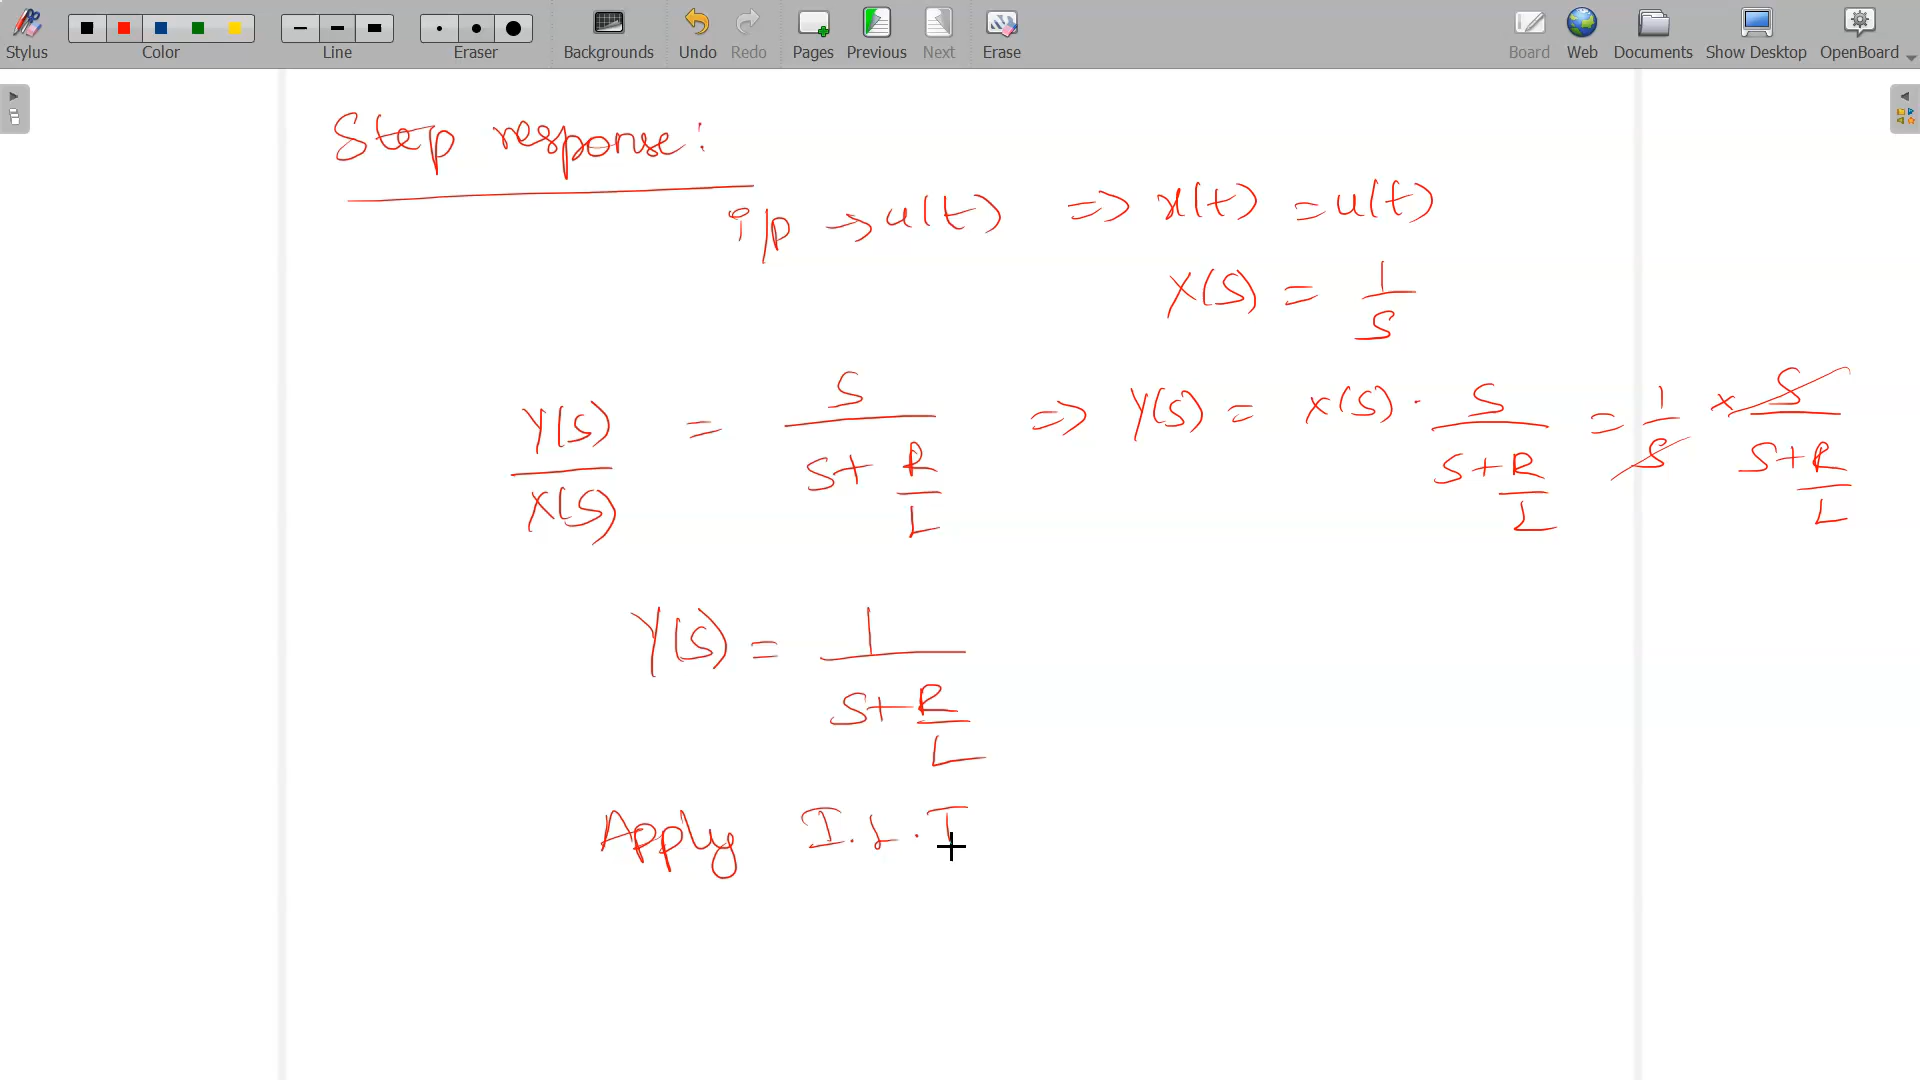 Stylus Color Line Eraser Backgrounds Undo Redo Pages Previous Next Erase Board Web Documents Show Desktop OpenBoard
Step response:
i/p → u(t) ⇒ x(t) = u(t)
X(S) = 1/S
Y(S)/X(S) = S/(S+R/L) ⇒ Y(S) = X(S) · S/(S+R/L) = 1/S × S/(S+R/L)
Y(S) = 1/(S+R/L)
Apply I.L.T